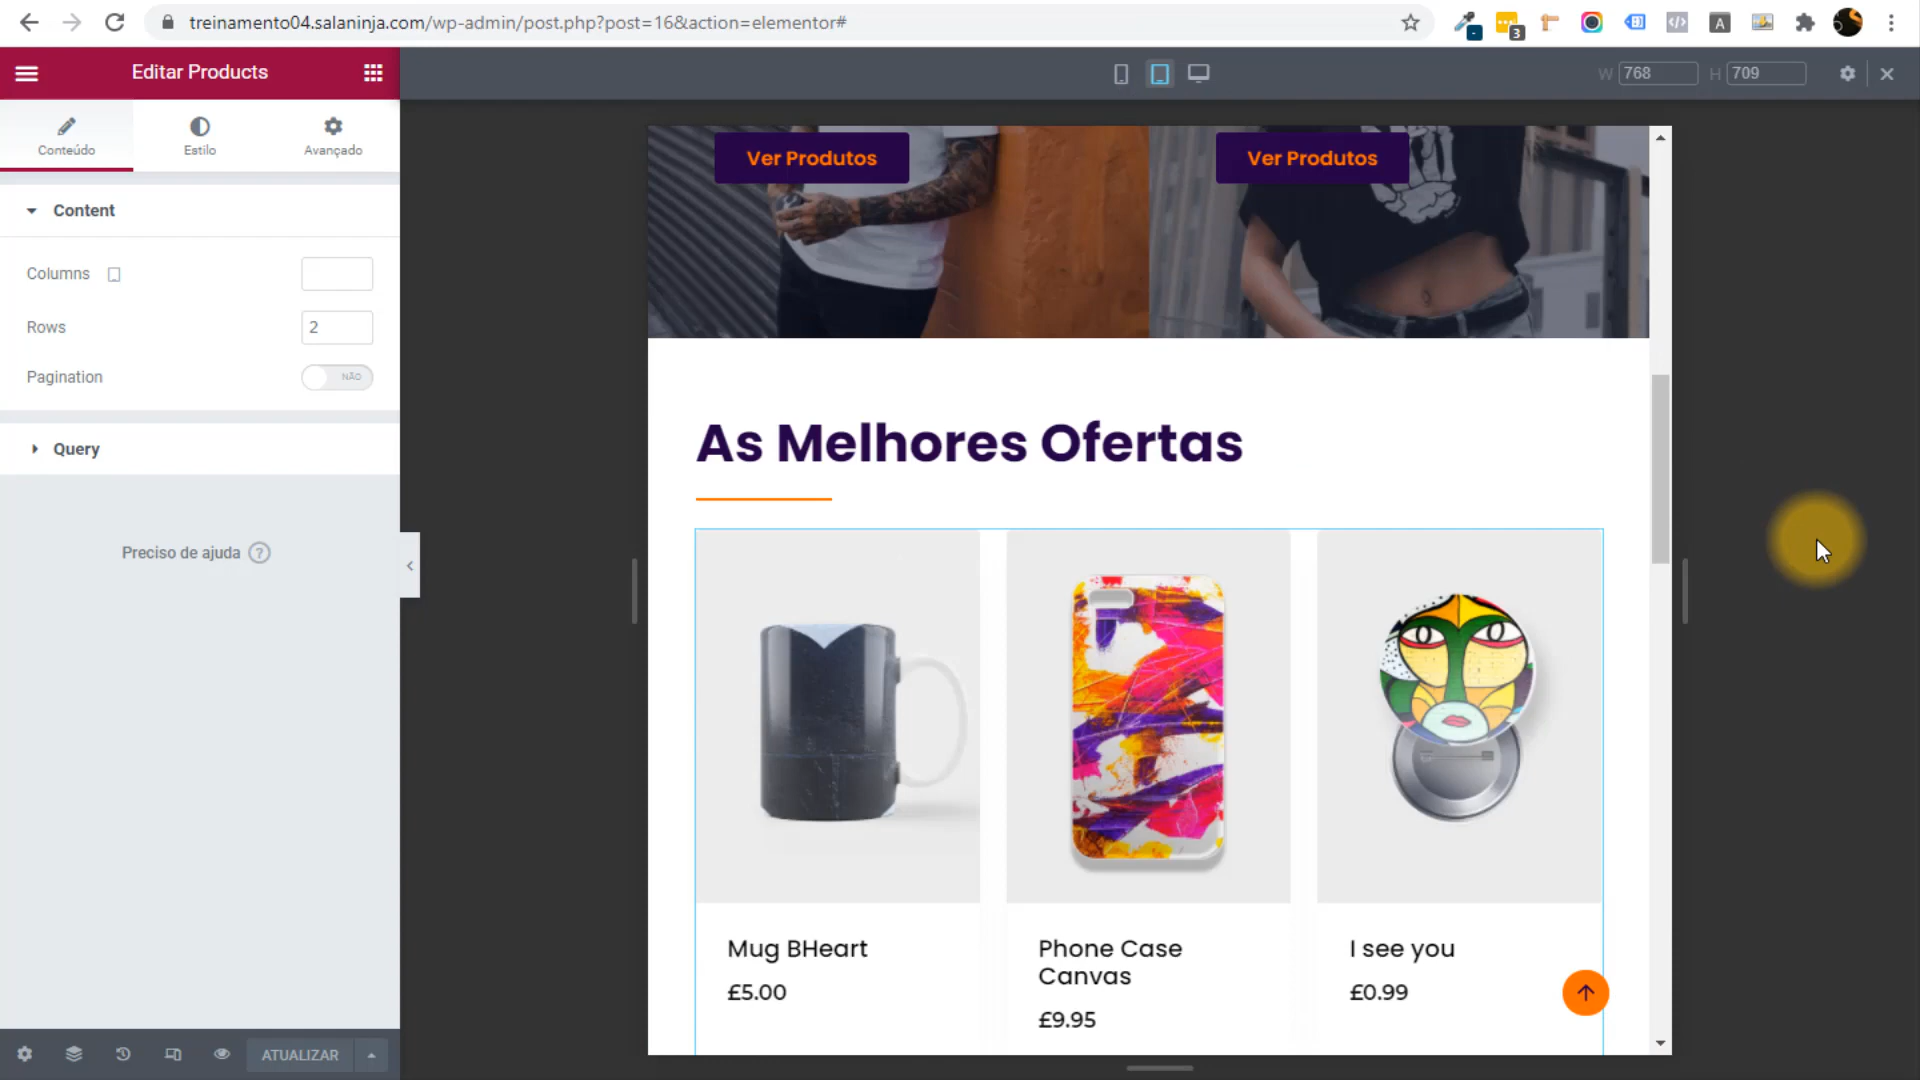 treinamento04.salaninja.com/wp-admin/post.php?post=16&action=elementor#
3
A
Editar Products
W 768 H 709
Conteúdo
Estilo
Avançado
Content
Columns
Rows 2
Pagination NÃO
Query
Preciso de ajuda ?
ATUALIZAR
Ver Produtos
Ver Produtos
As Melhores Ofertas
Mug BHeart
£5.00
Phone Case
Canvas
£9.95
I see you
£0.99